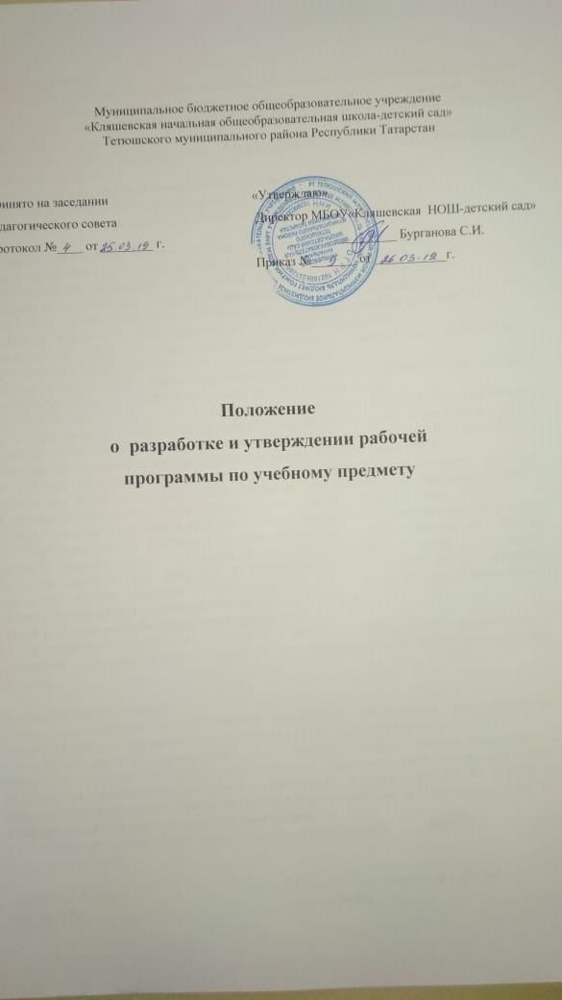 Муниципальное бюджетное общеобразовательное учреждение
«Кляшевская начальная общеобразовательная школа-детский сад»
Тетюшского муниципального района Республики Татарстан
ринято на заседании
дагогического совета
ротокол № 4 от 25.03.19 г.
«Утверждаю»
Директор МБОУ«Кляшевская НОШ-детский сад»
Бурганова С.И.
Приказ № 9 от 26.03.19 г.
Положение
о разработке и утверждении рабочей
программы по учебному предмету